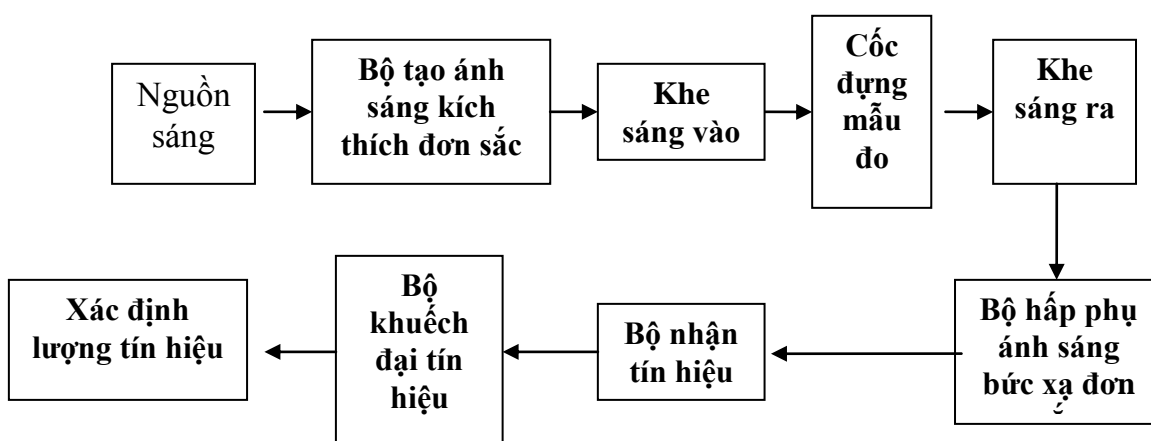 Nguồn
sáng
Bộ tạo ánh
sáng kích
thích đơn sắc
Khe
sáng vào
Cốc
đựng
mẫu
đo
Khe
sáng ra
Bộ hấp phụ
ánh sáng
bức xạ đơn
Bộ nhận
tín hiệu
Bộ
khuếch
đại tín
hiệu
Xác định
lượng tín hiệu